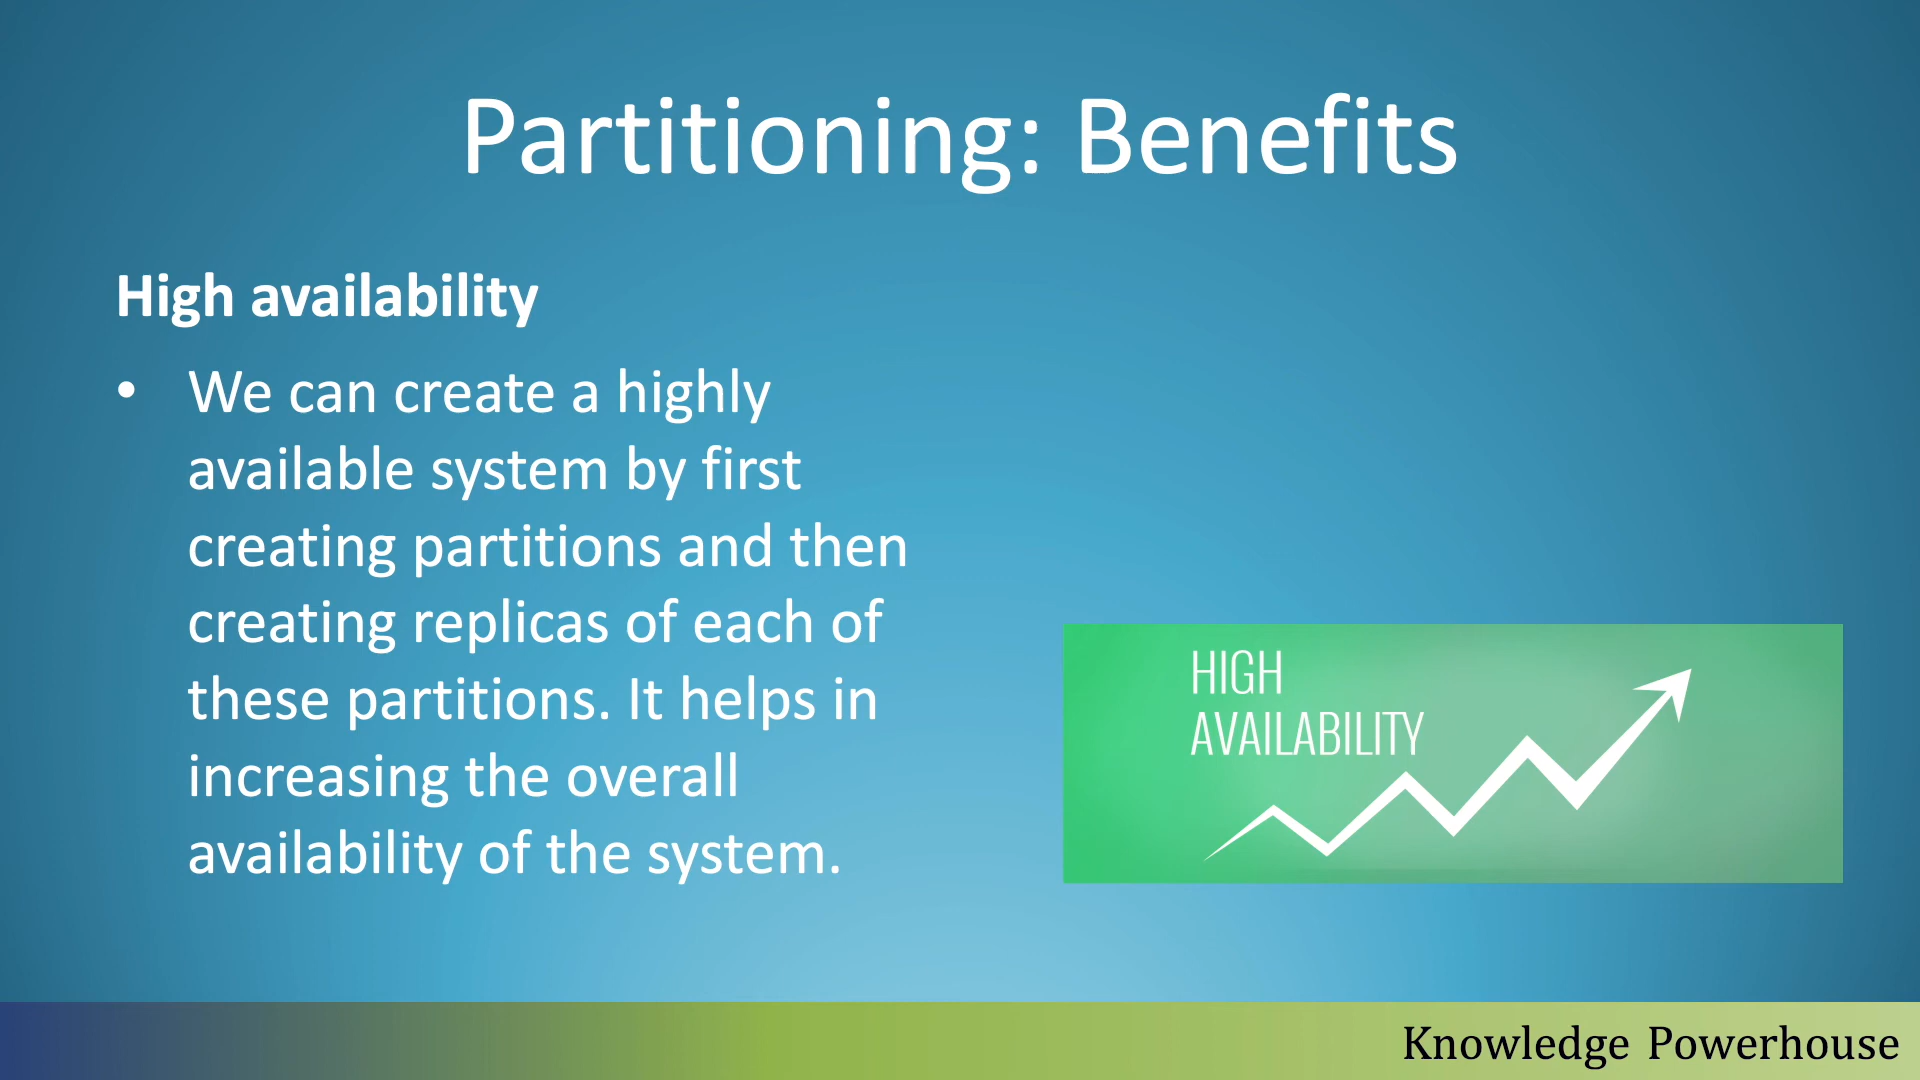 Partitioning: Benefits
High availability
• We can create a highly
available system by first
creating partitions and then
creating replicas of each of
these partitions. It helps in
increasing the overall
availability of the system.
HIGH
AVAILABILITY
Knowledge Powerhouse